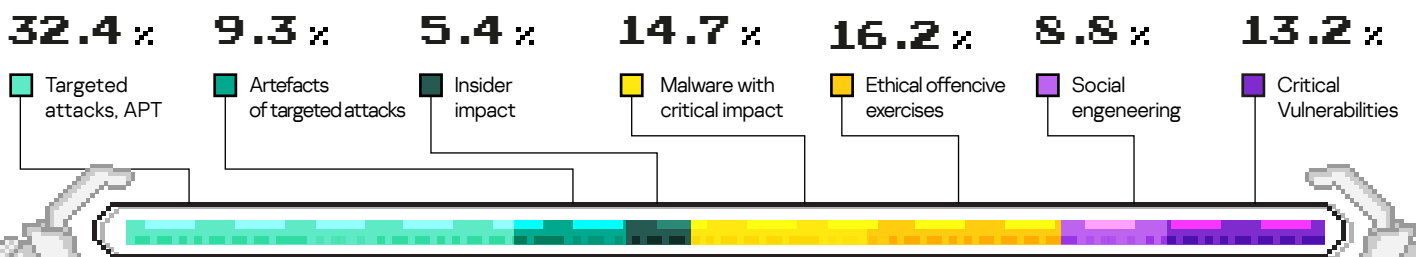 32.4 %
9.3 %
5.4 %
14.7 %
16.2 %
8.8 %
13.2 %
Targeted
attacks, APT
Artefacts
of targeted attacks
Insider
impact
Malware with
critical impact
Ethical offencive
exercises
Social
engeneering
Critical
Vulnerabilities